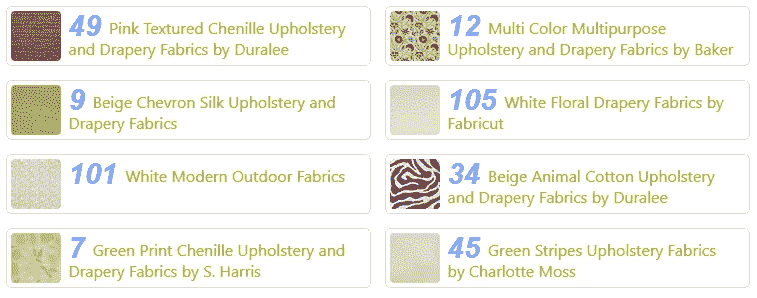 49 Pink Textured Chenille Upholstery
and Drapery Fabrics by Duralee
12 Multi Color Multipurpose
Upholstery and Drapery Fabrics by Baker
9 Beige Chevron Silk Upholstery and
Drapery Fabrics
105 White Floral Drapery Fabrics by
Fabricut
101 White Modern Outdoor Fabrics
34 Beige Animal Cotton Upholstery
and Drapery Fabrics by Duralee
7 Green Print Chenille Upholstery and
Drapery Fabrics by S. Harris
45 Green Stripes Upholstery Fabrics
by Charlotte Moss